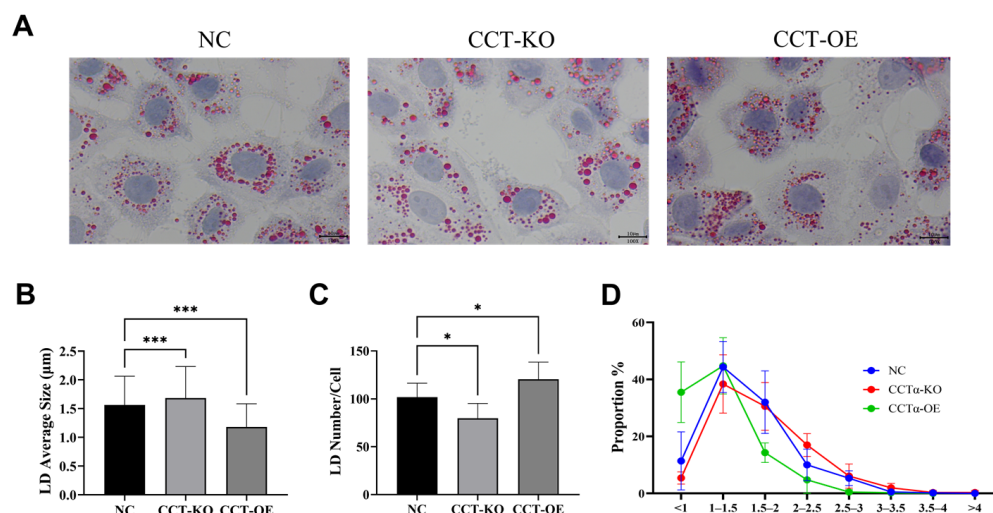 A
NC
CCT-KO
CCT-OE
100X
B
LD Average Size (μm)
2.5
2.0
1.5
1.0
0.5
0.0
***
***
NC
CCT-KO
CCT-OE
C
LD Number/Cell
150
100
50
0
*
*
NC
CCT-KO
CCT-OE
D
Proportion %
60
40
20
0
NC
CCTα-KO
CCTα-OE
<1
1–1.5
1.5–2
2–2.5
2.5–3
3–3.5
3.5–4
>4